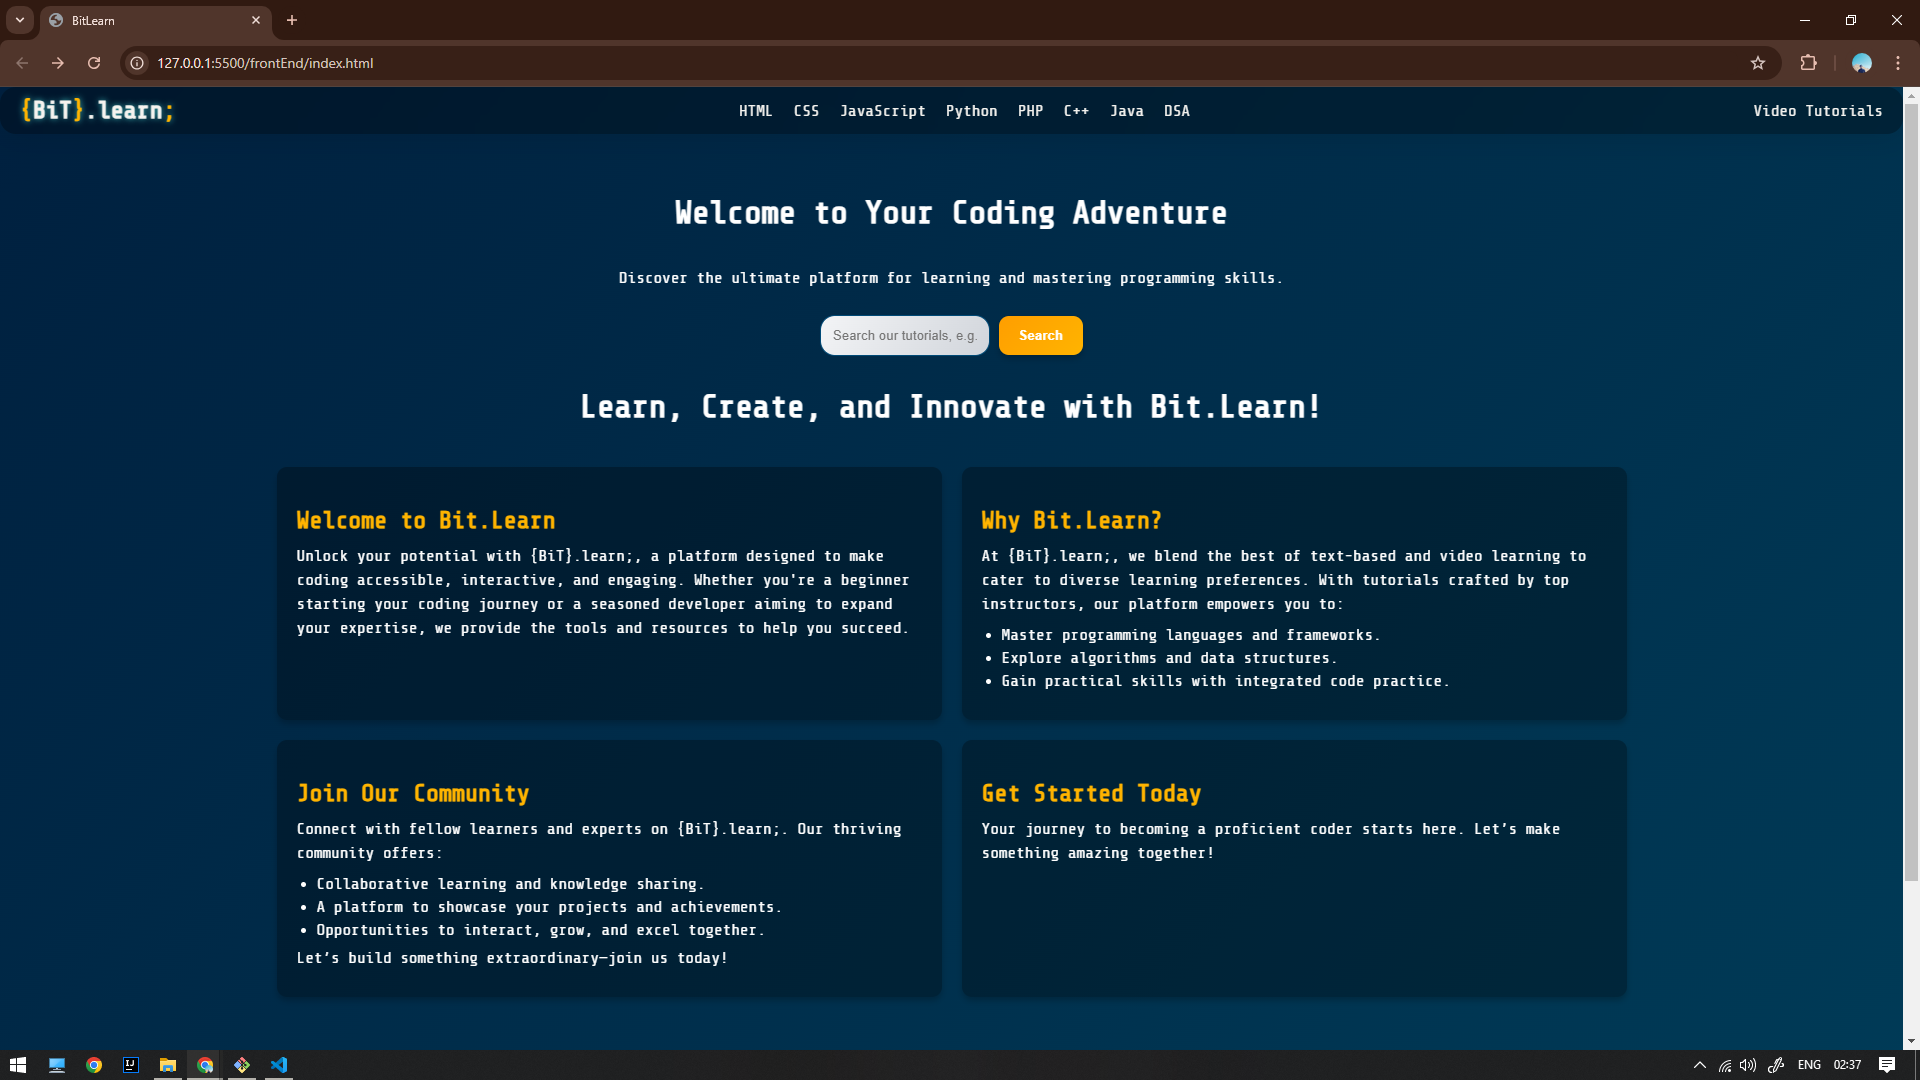 BitLearn
127.0.0.1:5500/frontEnd/index.html
{BiT}.learn;
HTML CSS JavaScript Python PHP C++ Java DSA
Video Tutorials
Welcome to Your Coding Adventure
Discover the ultimate platform for learning and mastering programming skills.
Search our tutorials, e.g.
Search
Learn, Create, and Innovate with Bit.Learn!
Welcome to Bit.Learn
Unlock your potential with {BiT}.learn;, a platform designed to make
coding accessible, interactive, and engaging. Whether you're a beginner
starting your coding journey or a seasoned developer aiming to expand
your expertise, we provide the tools and resources to help you succeed.
Why Bit.Learn?
At {BiT}.learn;, we blend the best of text-based and video learning to
cater to diverse learning preferences. With tutorials crafted by top
instructors, our platform empowers you to:
• Master programming languages and frameworks.
• Explore algorithms and data structures.
• Gain practical skills with integrated code practice.
Join Our Community
Connect with fellow learners and experts on {BiT}.learn;. Our thriving
community offers:
• Collaborative learning and knowledge sharing.
• A platform to showcase your projects and achievements.
• Opportunities to interact, grow, and excel together.
Let’s build something extraordinary—join us today!
Get Started Today
Your journey to becoming a proficient coder starts here. Let’s make
something amazing together!
IJ
ENG
02:37